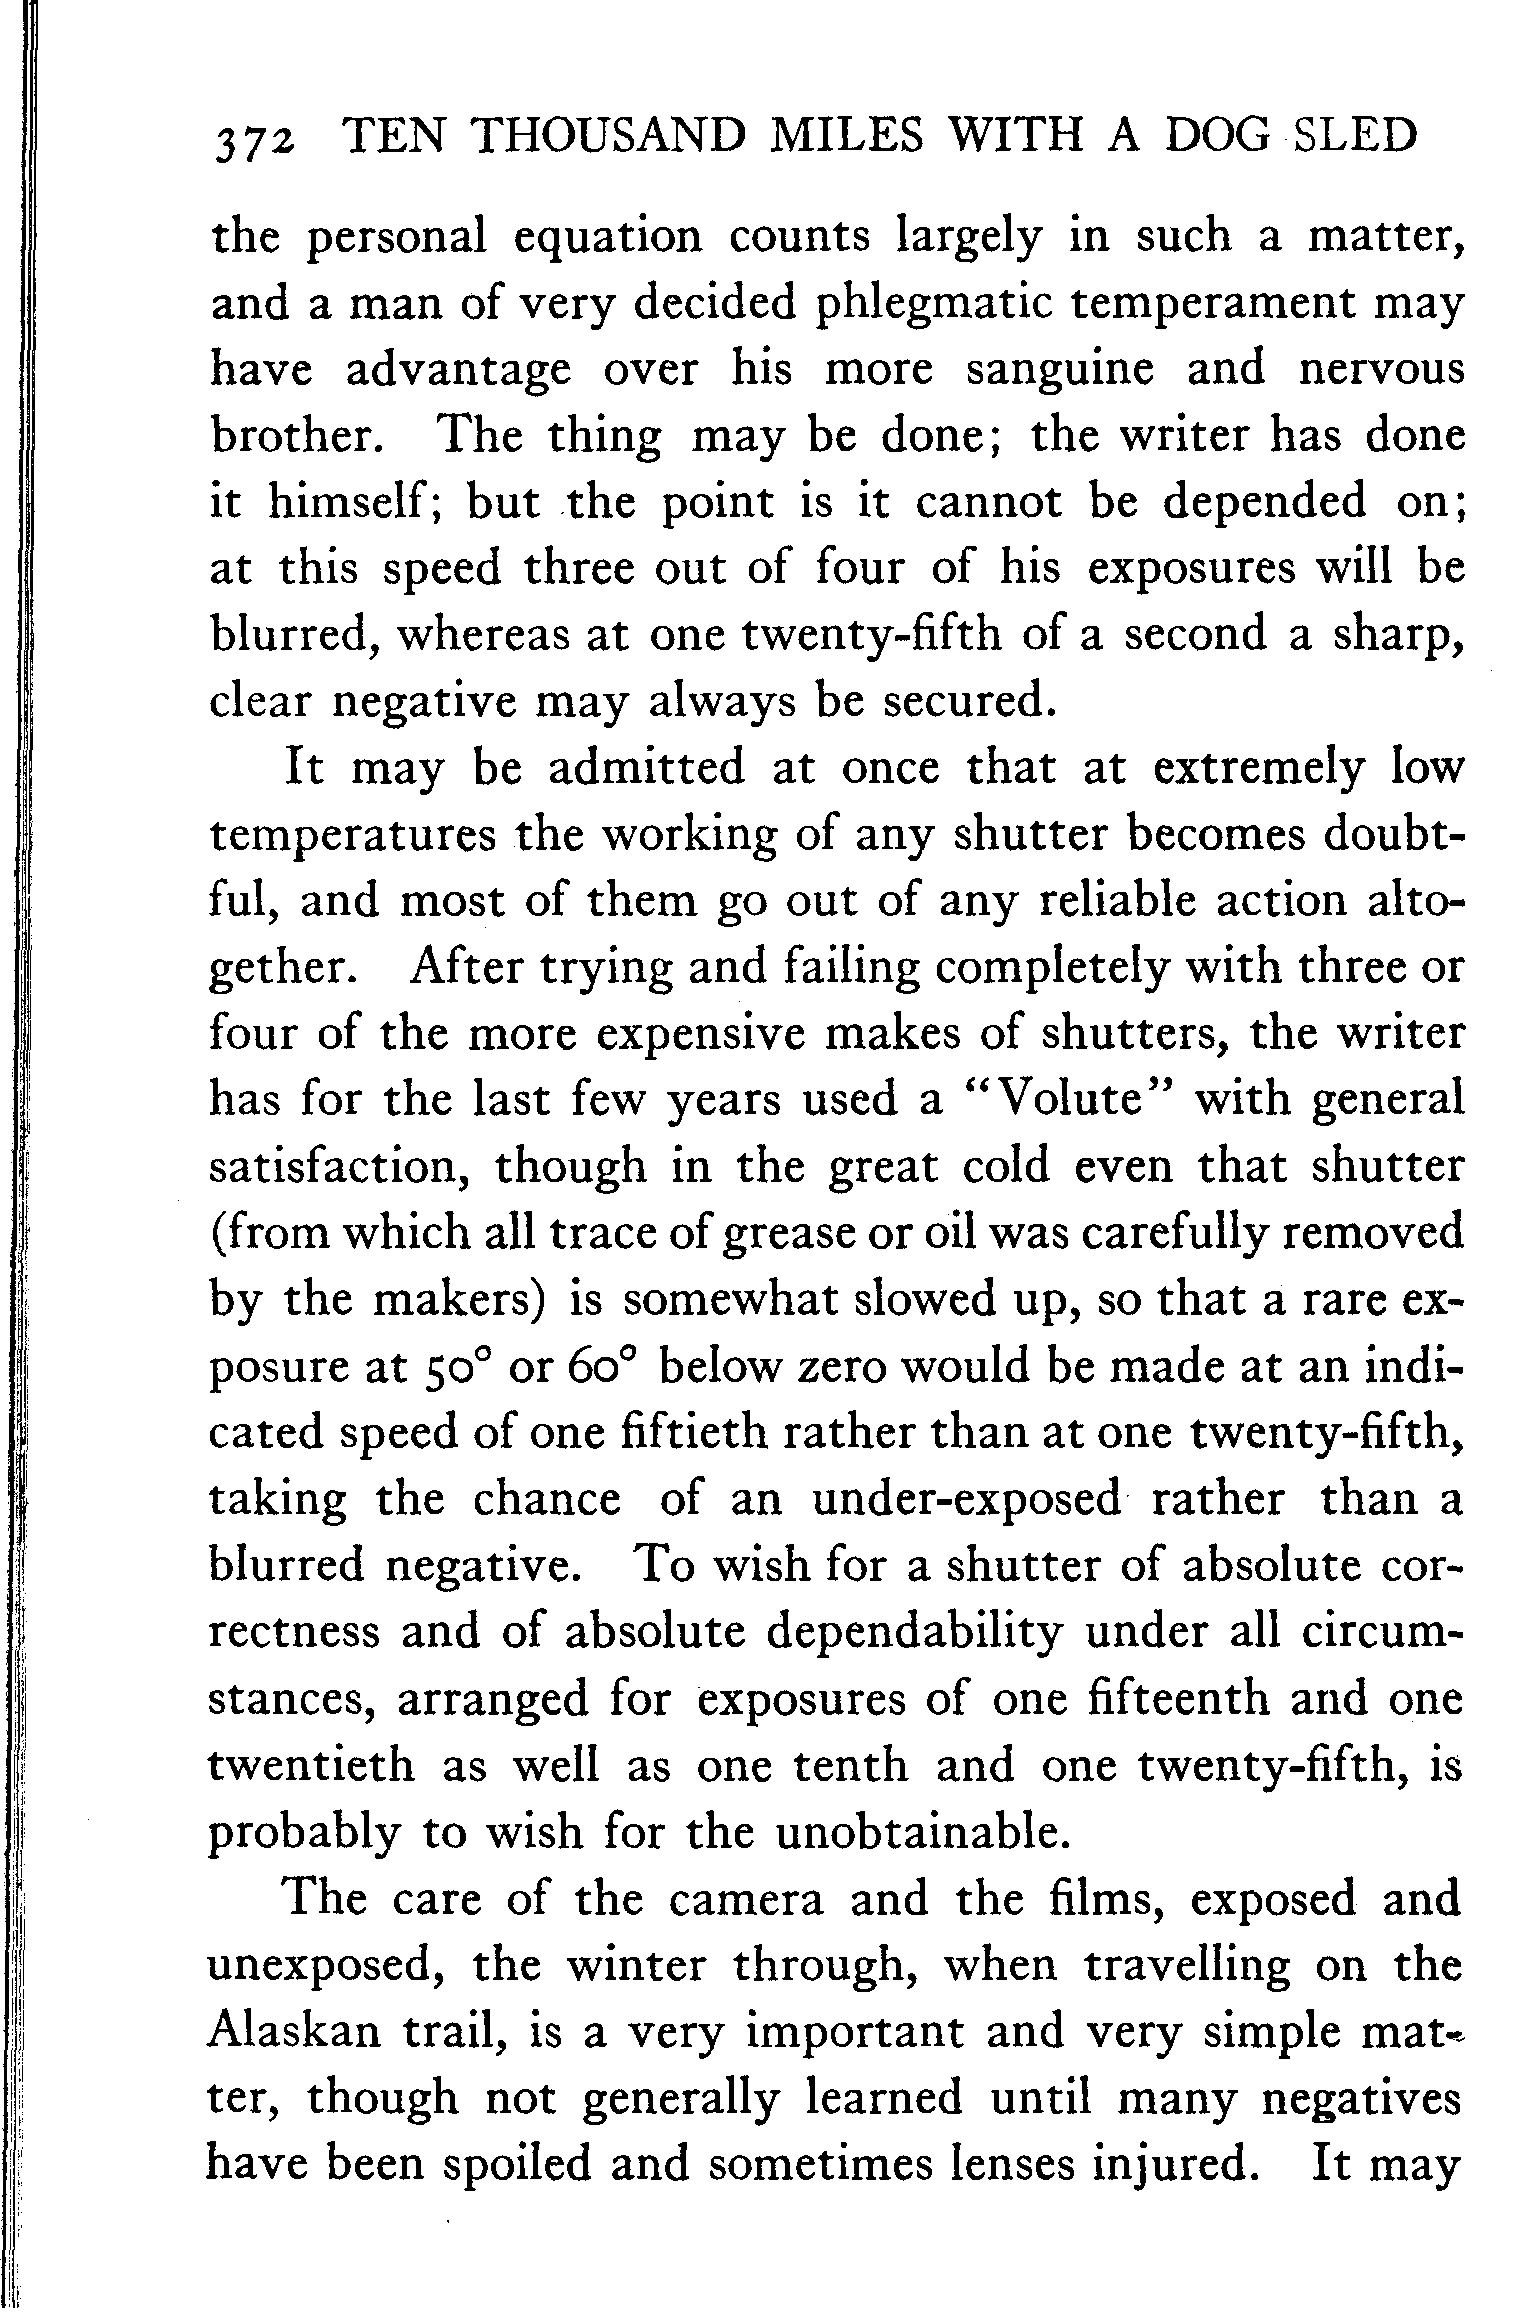 372 TEN THOUSAND MILES WITH A DOG SLED
the personal equation counts largely in such a matter,
and a man of very decided phlegmatic temperament may
have advantage over his more sanguine and nervous
brother. The thing may be done; the writer has done
it himself; but the point is it cannot be depended on;
at this speed three out of four of his exposures will be
blurred, whereas at one twenty-fifth of a second a sharp,
clear negative may always be secured.
It may be admitted at once that at extremely low
temperatures the working of any shutter becomes doubt-
ful, and most of them go out of any reliable action alto-
gether. After trying and failing completely with three or
four of the more expensive makes of shutters, the writer
has for the last few years used a “Volute” with general
satisfaction, though in the great cold even that shutter
(from which all trace of grease or oil was carefully removed
by the makers) is somewhat slowed up, so that a rare ex-
posure at 50° or 60° below zero would be made at an indi-
cated speed of one fiftieth rather than at one twenty-fifth,
taking the chance of an under-exposed rather than a
blurred negative. To wish for a shutter of absolute cor-
rectness and of absolute dependability under all circum-
stances, arranged for exposures of one fifteenth and one
twentieth as well as one tenth and one twenty-fifth, is
probably to wish for the unobtainable.
The care of the camera and the films, exposed and
unexposed, the winter through, when travelling on the
Alaskan trail, is a very important and very simple mat-
ter, though not generally learned until many negatives
have been spoiled and sometimes lenses injured. It may